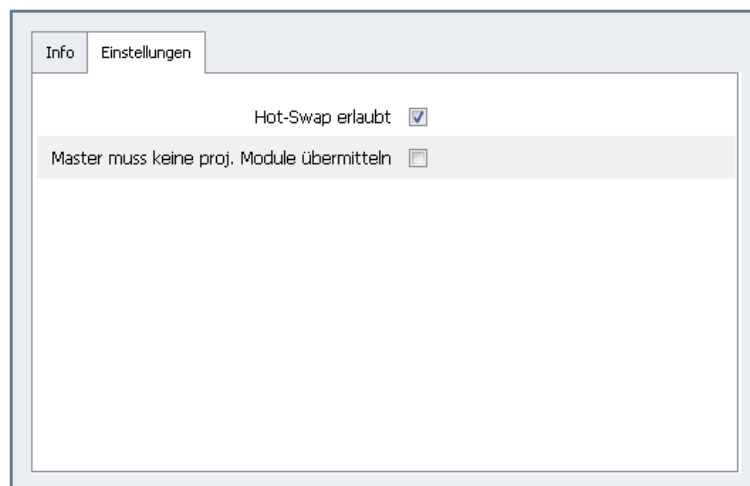 Info Einstellungen
Hot-Swap erlaubt
Master muss keine proj. Module übermitteln